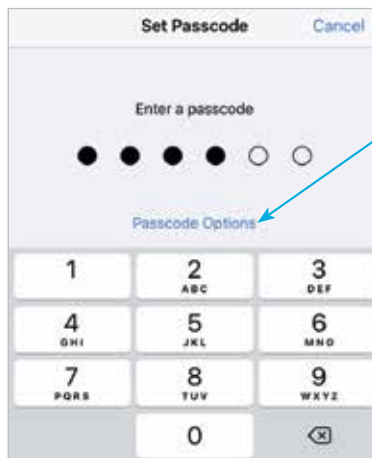 Set Passcode Cancel
Enter a passcode
Passcode Options
1 2 3
ABC DEF
4 5 6
GHI JKL MNO
7 8 9
PQRS TUV WXYZ
0